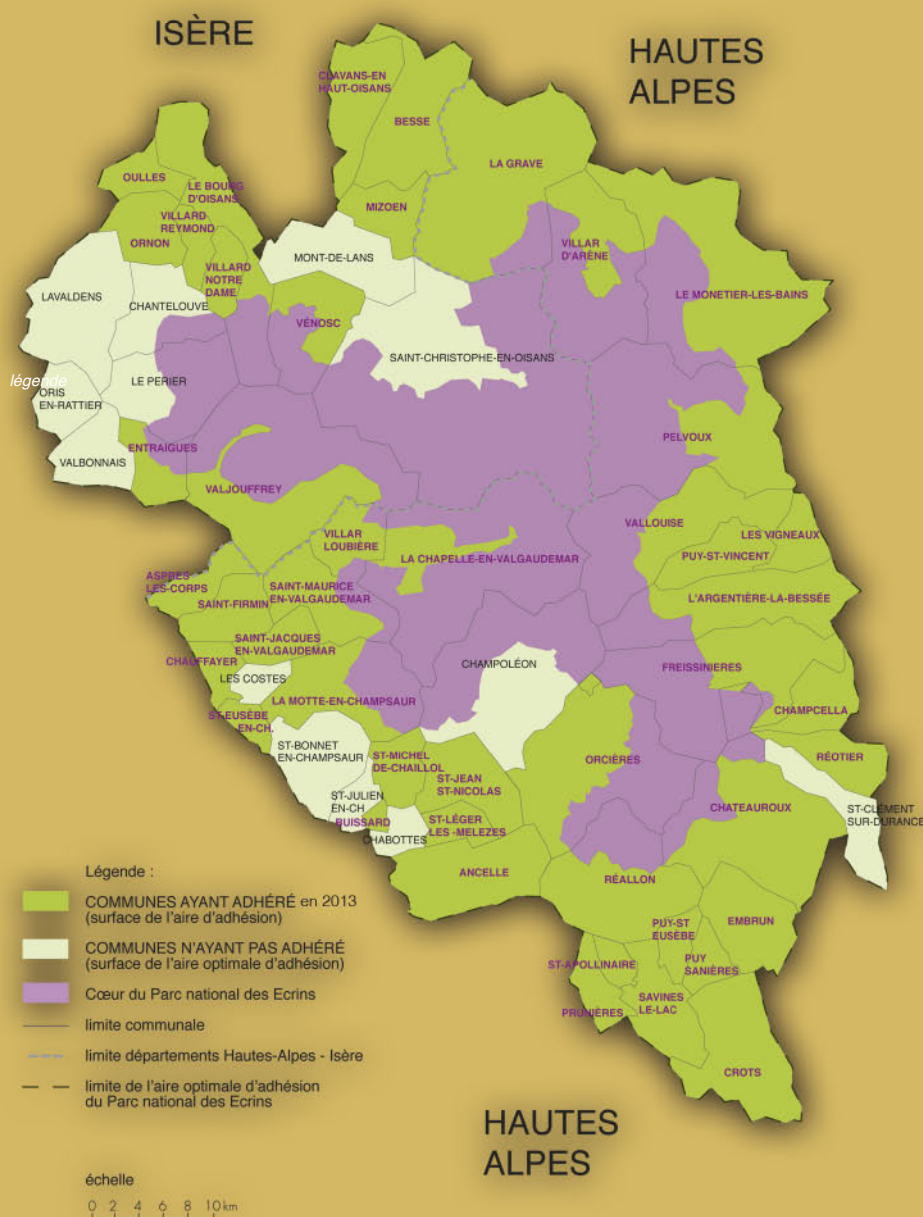 ISÈRE
HAUTES
ALPES
CLAVANS-EN
HAUT-OISANS
BESSE
LA GRAVE
OULLES
LE BOURG
D'OISANS
MIZOEN
VILLARD
REYMOND
ORNON
VILLAR
D'ARÈNE
MONT-DE-LANS
VILLARD
NOTRE
DAME
LAVALDENS
CHANTELOUVE
LE MONETIER-LES-BAINS
VÉNOSC
SAINT-CHRISTOPHE-EN-OISANS
légende
LE PERIER
ORIS
EN-RATTIER
PELVOUX
ENTRAIGUES
VALBONNAIS
VALJOUFFREY
VALLOUISE
VILLAR
LOUBIÈRE
LES VIGNEAUX
LA CHAPELLE-EN-VALGAUDEMAR
PUY-ST-VINCENT
ASPRES
LES-CORPS
SAINT-MAURICE
EN-VALGAUDEMAR
SAINT-FIRMIN
L'ARGENTIÈRE-LA-BESSÉE
SAINT-JACQUES
EN-VALGAUDEMAR
CHAUFFAYER
CHAMPOLÉON
FREISSINIERES
LES COSTES
LA MOTTE-EN-CHAMPSAUR
CHAMPCELLA
ST-EUSÈBE
EN-CH.
ST-BONNET
EN-CHAMPSAUR
ST-MICHEL
DE-CHAILLOL
ORCIÈRES
RÉOTIER
ST-JEAN
ST-NICOLAS
ST-JULIEN
EN-CH
CHATEAUROUX
ST-CLÉMENT
SUR-DURANCE
BUISSARD
ST-LÉGER
LES -MELEZES
CHABOTTES
ANCELLE
RÉALLON
PUY-ST
EUSÈBE
EMBRUN
ST-APOLLINAIRE
PUY
SANIÈRES
SAVINES
LE-LAC
PRUNIÈRES
CROTS
Légende :
COMMUNES AYANT ADHÉRÉ en 2013
(surface de l'aire d'adhésion)
COMMUNES N'AYANT PAS ADHÉRÉ
(surface de l'aire optimale d'adhésion)
Cœur du Parc national des Ecrins
limite communale
limite départements Hautes-Alpes - Isère
limite de l'aire optimale d'adhésion
du Parc national des Ecrins
HAUTES
ALPES
échelle
0 2 4 6 8 10 km